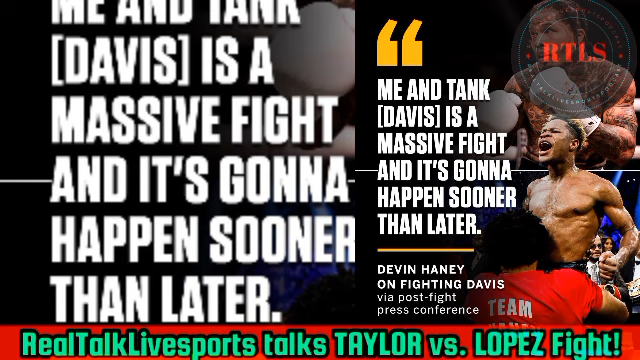 ME AND TANK
[DAVIS] IS A
MASSIVE FIGHT
AND IT'S GONNA
HAPPEN SOONER
THAN LATER.
“
ME AND TANK
[DAVIS] IS A
MASSIVE FIGHT
AND IT'S GONNA
HAPPEN SOONER
THAN LATER.
DEVIN HANEY
ON FIGHTING DAVIS
via post-fight
press conference
RTLS
TEAM
RealTalkLivesports talks TAYLOR vs. LOPEZ Fight!